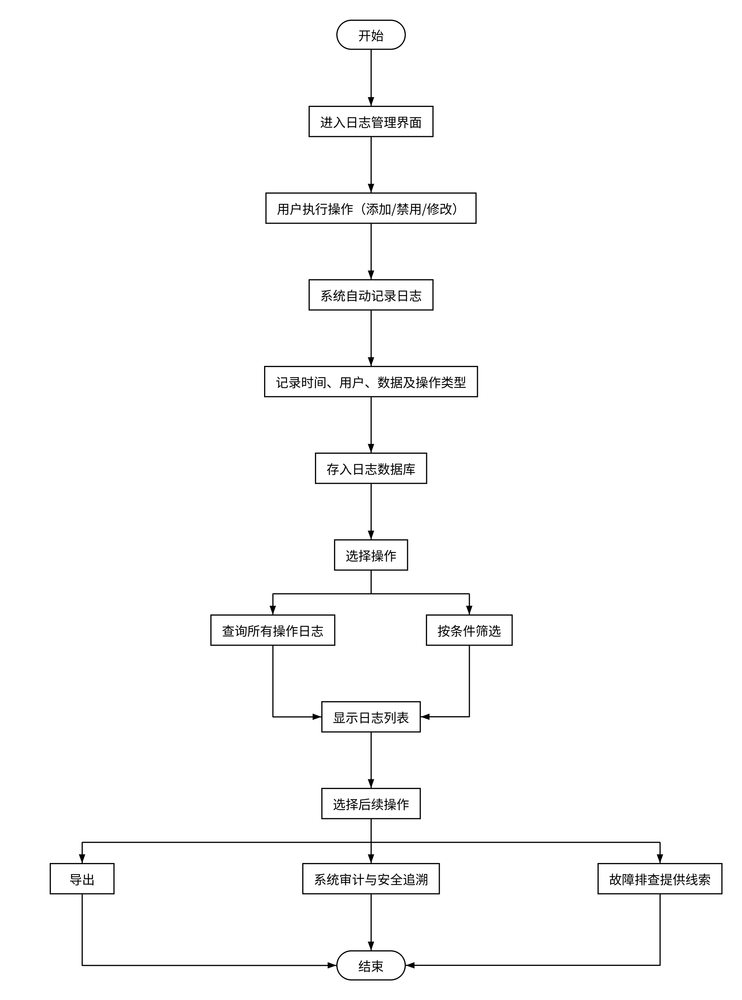 开始
进入日志管理界面
用户执行操作（添加/禁用/修改）
系统自动记录日志
记录时间、用户、数据及操作类型
存入日志数据库
选择操作
查询所有操作日志
按条件筛选
显示日志列表
选择后续操作
导出
系统审计与安全追溯
故障排查提供线索
结束